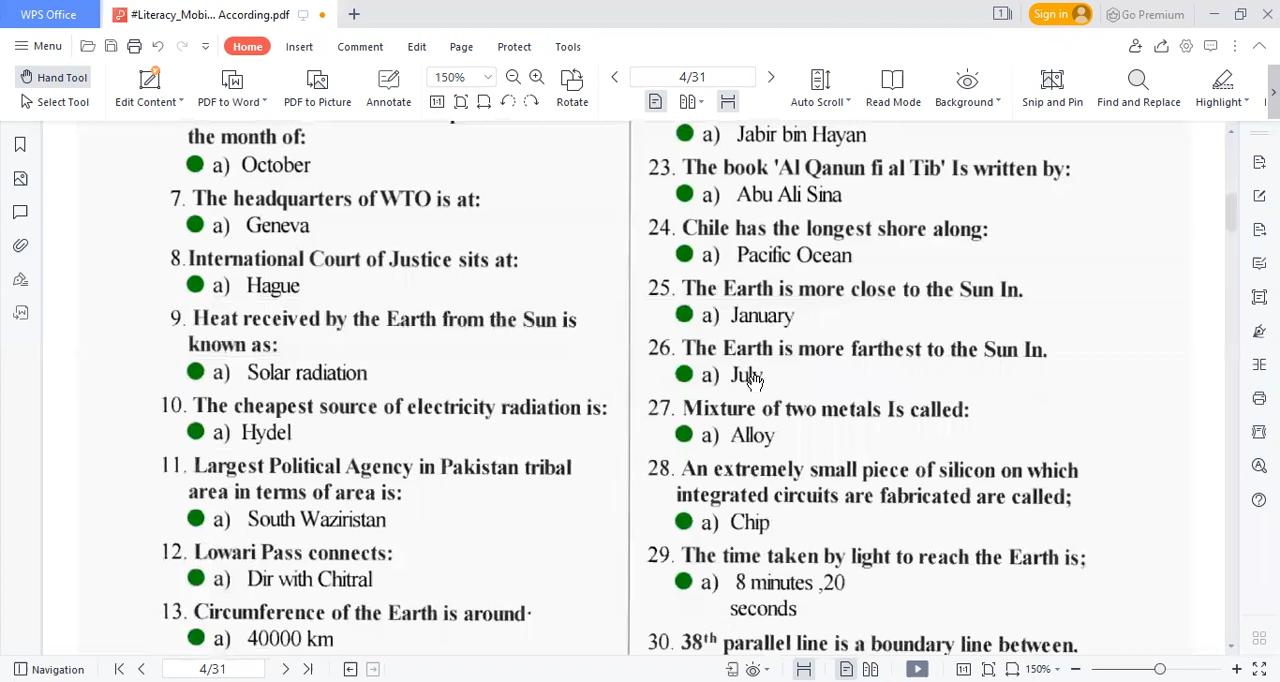 WPS Office
#Literacy_Mobi... According.pdf
Sign in
Go Premium
Menu
Home
Insert
Comment
Edit
Page
Protect
Tools
Hand Tool
Select Tool
Edit Content
PDF to Word
PDF to Picture
Annotate
150%
Rotate
4/31
Auto Scroll
Read Mode
Background
Snip and Pin
Find and Replace
Highlight
the month of:
a) October
7. The headquarters of WTO is at:
a) Geneva
8. International Court of Justice sits at:
a) Hague
9. Heat received by the Earth from the Sun is
known as:
a) Solar radiation
10. The cheapest source of electricity radiation is:
a) Hydel
11. Largest Political Agency in Pakistan tribal
area in terms of area is:
a) South Waziristan
12. Lowari Pass connects:
a) Dir with Chitral
13. Circumference of the Earth is around·
a) 40000 km
a) Jabir bin Hayan
23. The book 'Al Qanun fi al Tib' Is written by:
a) Abu Ali Sina
24. Chile has the longest shore along:
a) Pacific Ocean
25. The Earth is more close to the Sun In.
a) January
26. The Earth is more farthest to the Sun In.
a) July
27. Mixture of two metals Is called:
a) Alloy
28. An extremely small piece of silicon on which
integrated circuits are fabricated are called;
a) Chip
29. The time taken by light to reach the Earth is;
a) 8 minutes ,20
seconds
30. 38th parallel line is a boundary line between.
Navigation
4/31
150%